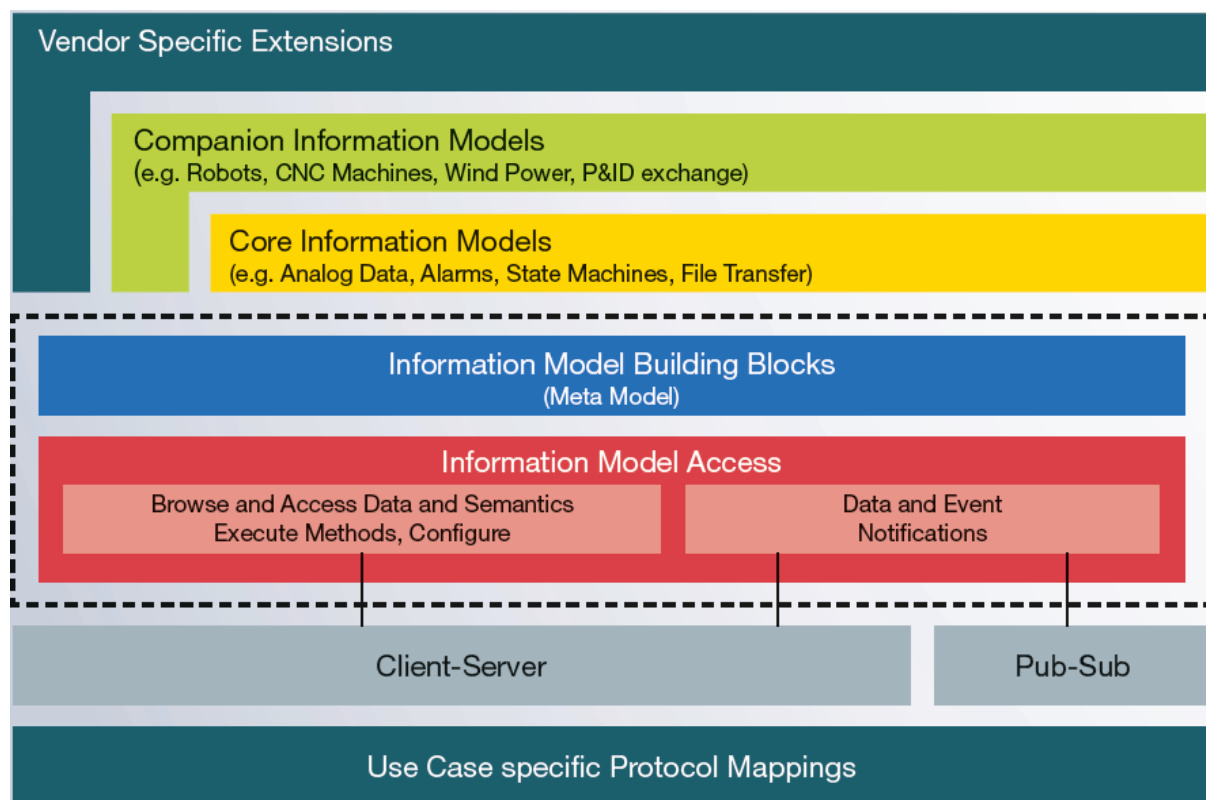 Vendor Specific Extensions
Companion Information Models
(e.g. Robots, CNC Machines, Wind Power, P&ID exchange)
Core Information Models
(e.g. Analog Data, Alarms, State Machines, File Transfer)
Information Model Building Blocks
(Meta Model)
Information Model Access
Browse and Access Data and Semantics
Execute Methods, Configure
Data and Event
Notifications
Client-Server
Pub-Sub
Use Case specific Protocol Mappings